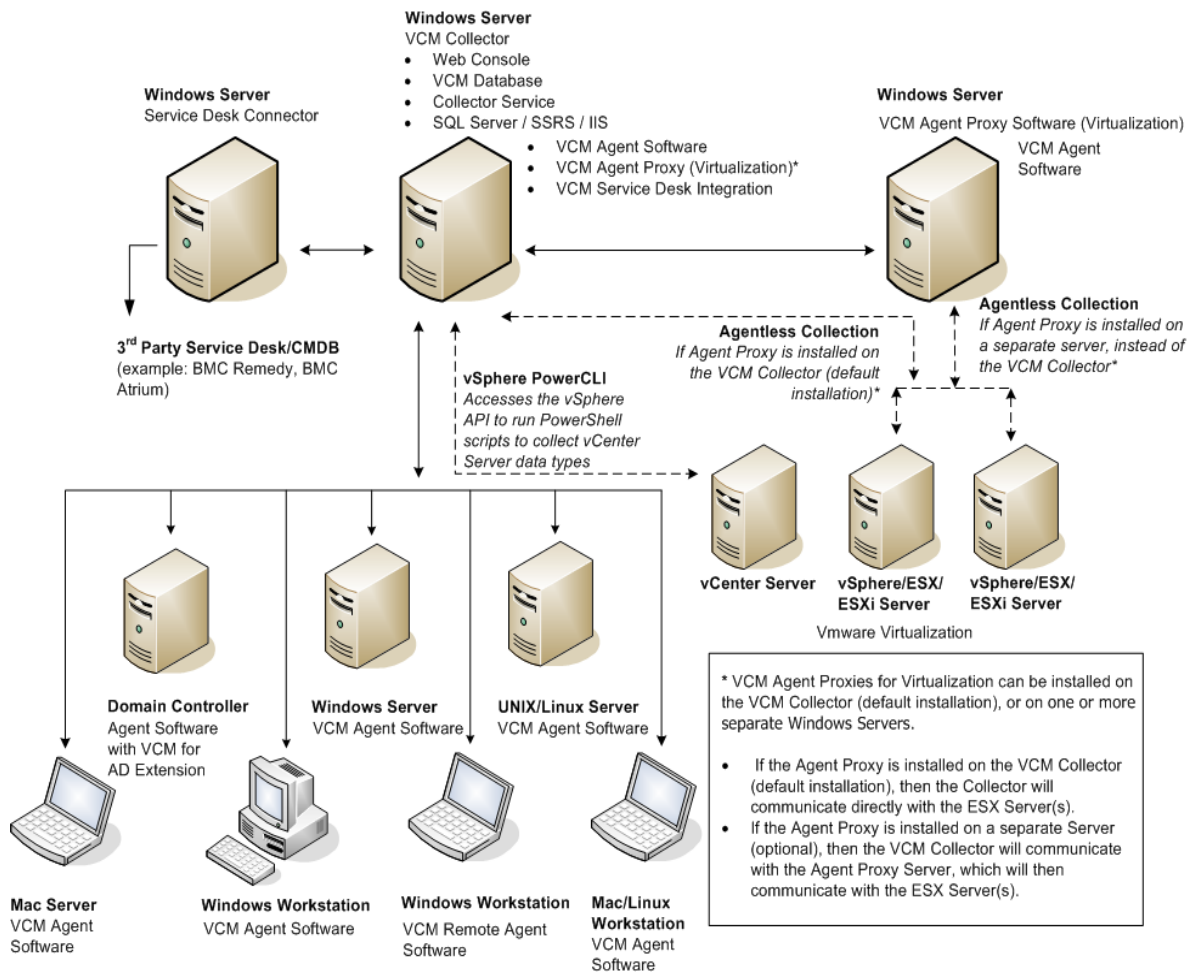 Windows Server
VCM Collector
• Web Console
• VCM Database
• Collector Service
• SQL Server / SSRS / IIS
• VCM Agent Software
• VCM Agent Proxy (Virtualization)*
• VCM Service Desk Integration
Windows Server
Service Desk Connector
Windows Server
VCM Agent Proxy Software (Virtualization)
VCM Agent
Software
3rd Party Service Desk/CMDB
(example: BMC Remedy, BMC
Atrium)
vSphere PowerCLI
Accesses the vSphere
API to run PowerShell
scripts to collect vCenter
Server data types
Agentless Collection
If Agent Proxy is installed on
the VCM Collector (default
installation)*
Agentless Collection
If Agent Proxy is installed on
a separate server, instead of
the VCM Collector*
vCenter Server
vSphere/ESX/
ESXi Server
vSphere/ESX/
ESXi Server
Vmware Virtualization
Domain Controller
Agent Software
with VCM for
AD Extension
Windows Server
VCM Agent Software
UNIX/Linux Server
VCM Agent Software
Mac Server
VCM Agent
Software
Windows Workstation
VCM Agent Software
Windows Workstation
VCM Remote Agent
Software
Mac/Linux
Workstation
VCM Agent
Software
* VCM Agent Proxies for Virtualization can be installed on
the VCM Collector (default installation), or on one or more
separate Windows Servers.
• If the Agent Proxy is installed on the VCM Collector
(default installation), then the Collector will
communicate directly with the ESX Server(s).
• If the Agent Proxy is installed on a separate Server
(optional), then the VCM Collector will communicate
with the Agent Proxy Server, which will then
communicate with the ESX Server(s).